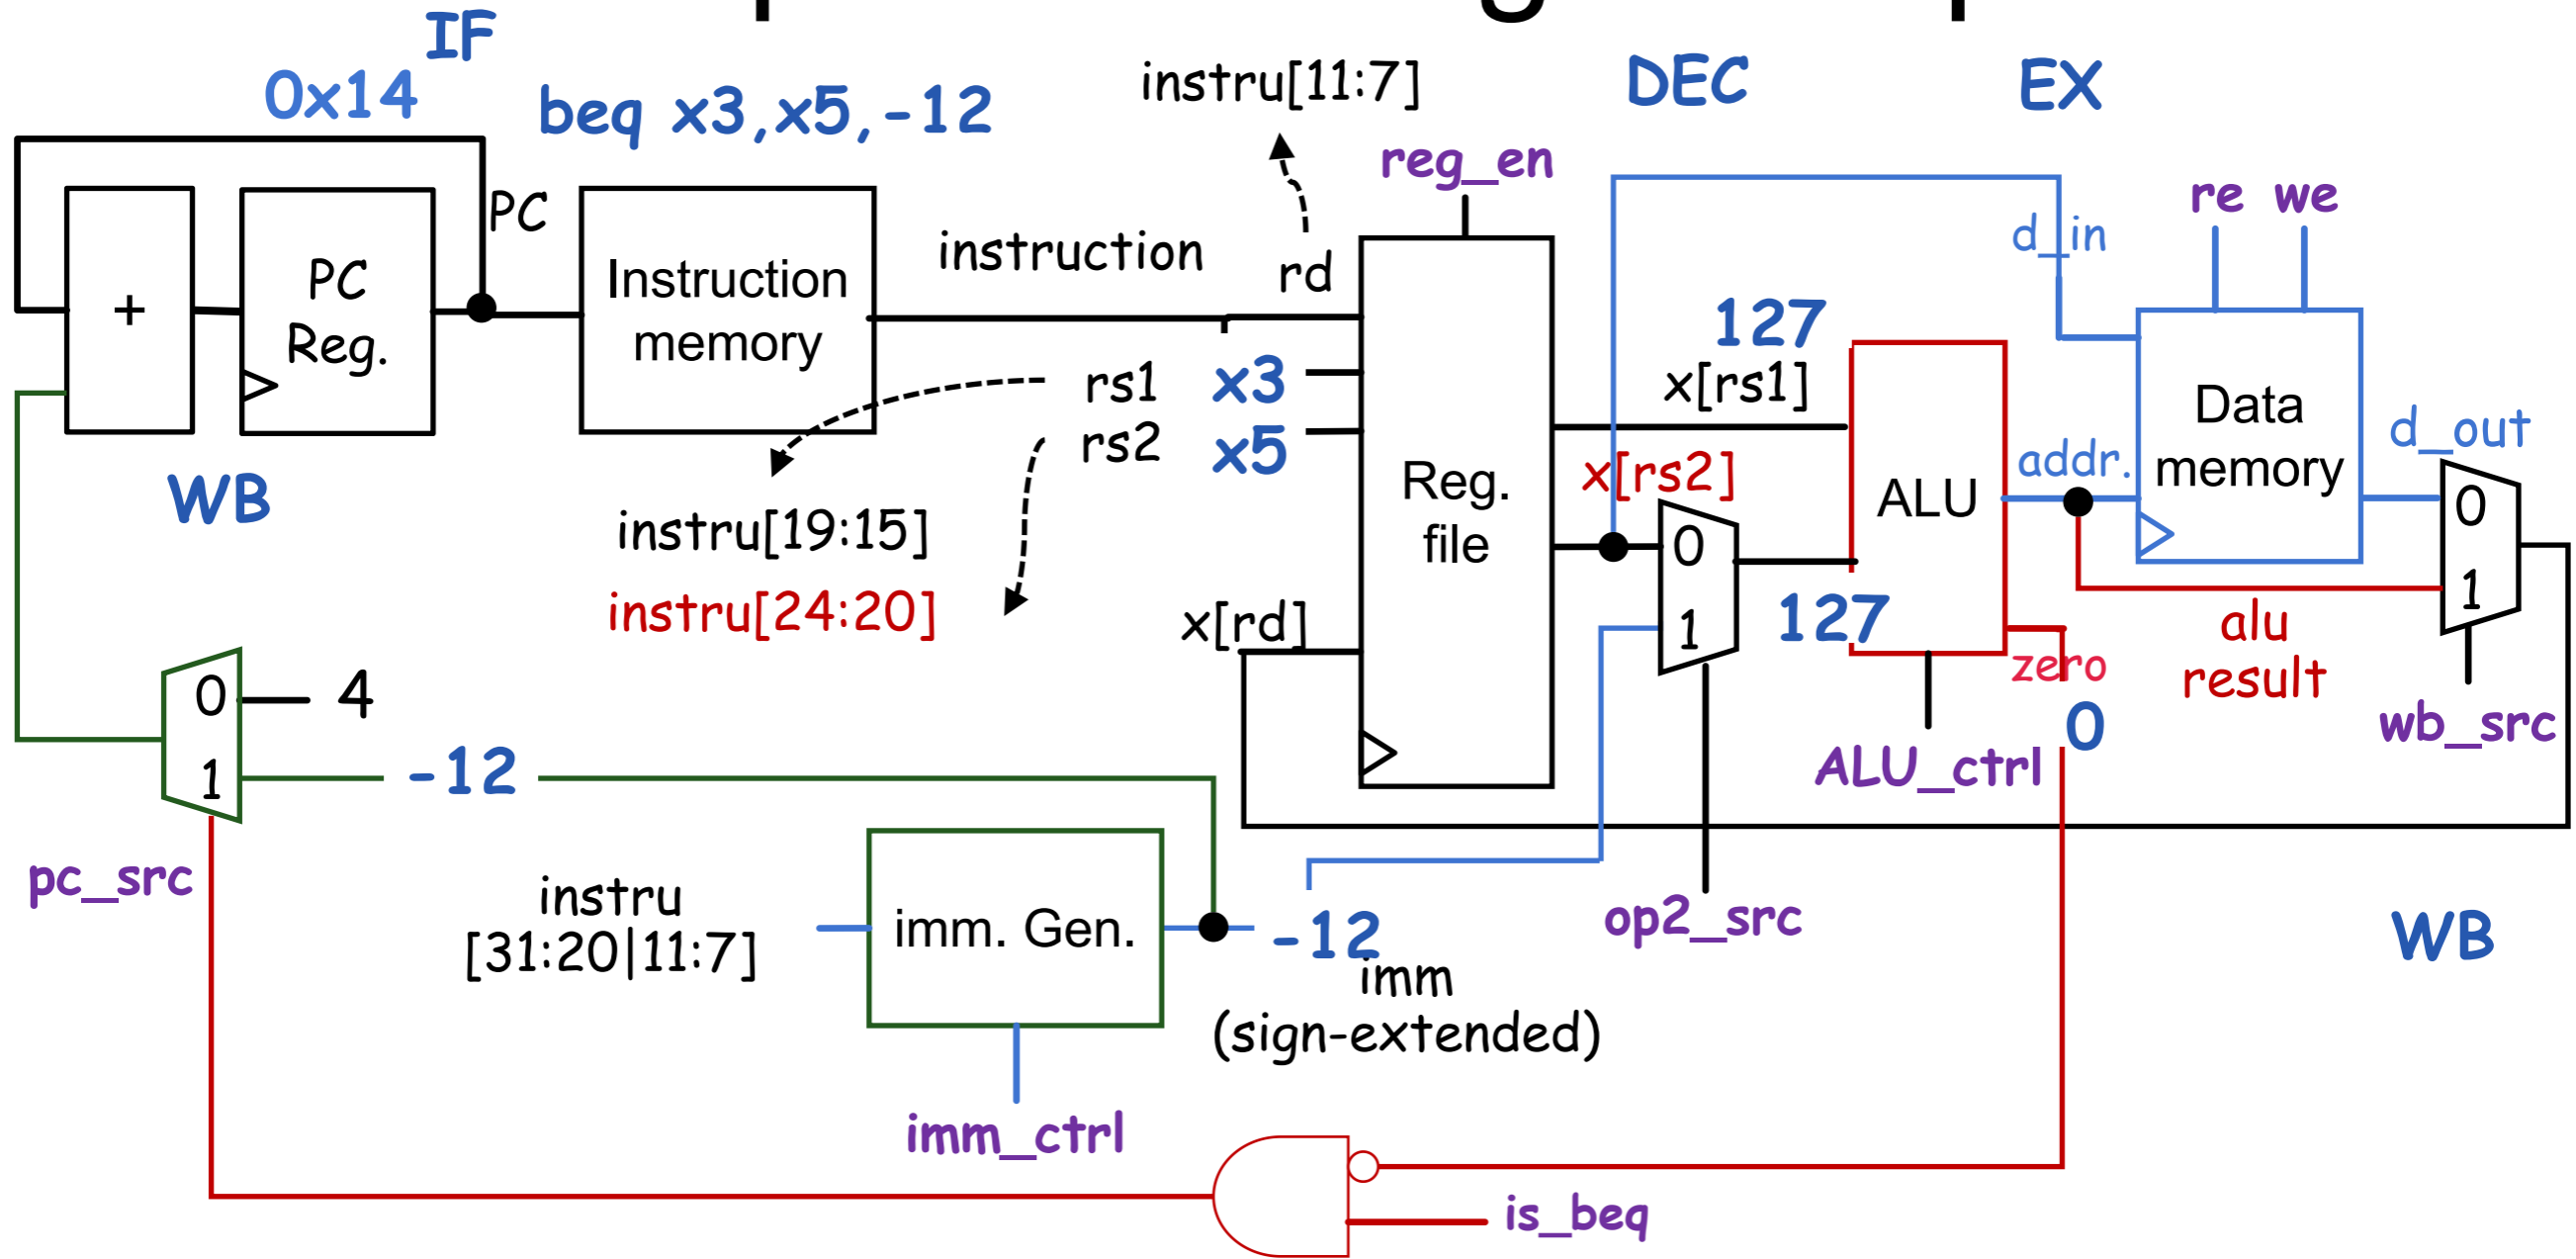 IF
0x14
beq x3,x5,-12
instru[11:7]
DEC
EX
reg_en
re we
PC
d_in
instruction
rd
+
PC
Reg.
Instruction
memory
127
x[rs1]
rs1 x3
rs2 x5
Data
memory
d_out
addr.
WB
Reg.
file
x[rs2]
ALU
0
1
0
1
instru[19:15]
instru[24:20]
x[rd]
127
alu
result
zero
0
wb_src
0
4
1
-12
ALU_ctrl
pc_src
instru
[31:20|11:7]
imm. Gen.
-12
imm
(sign-extended)
op2_src
WB
imm_ctrl
is_beq